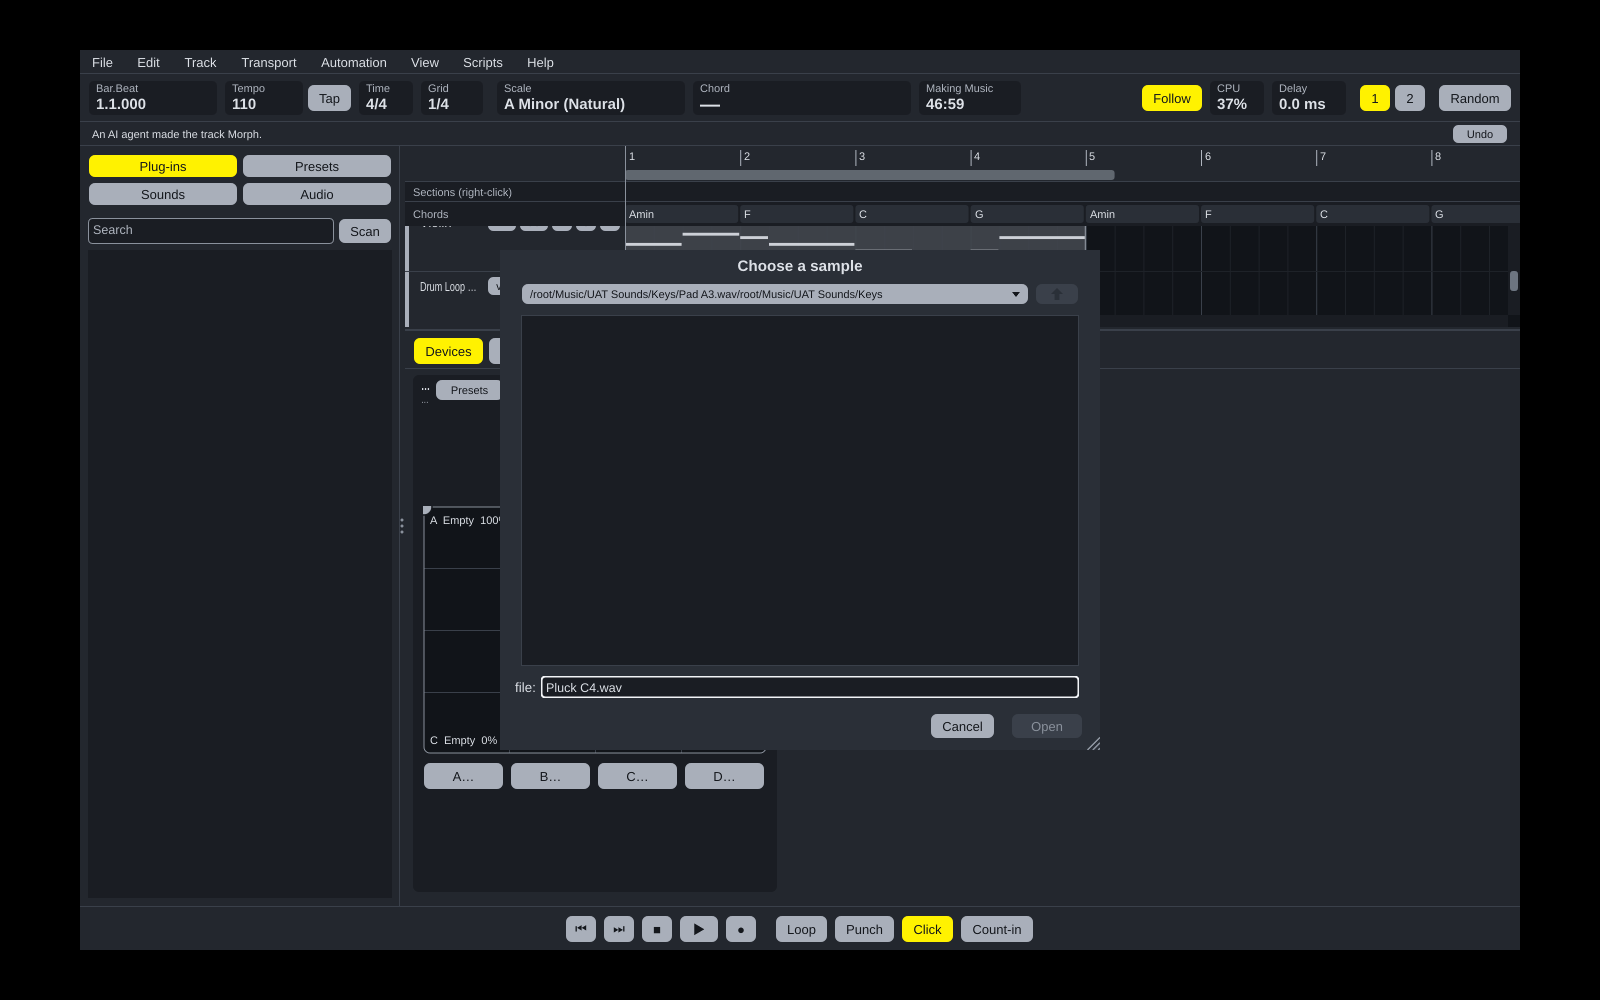 File Edit Track Transport Automation View Scripts Help
Bar.Beat Tempo Time Grid Scale Chord Making Music CPU Delay
1.1.000 110 Tap 4/4 1/4 A Minor (Natural) — 46:59 Follow 37% 0.0 ms 1 2 Random
An AI agent made the track Morph. Undo
Plug-ins Presets
Sounds Audio
Search Scan
1 2 3 4 5 6 7 8
Sections (right-click)
Chords Amin F C G Amin F C G
Drum Loop ...
Choose a sample
/root/Music/UAT Sounds/Keys/Pad A3.wav/root/Music/UAT Sounds/Keys
Devices
... Presets
...
A Empty 100%
file: Pluck C4.wav
Cancel Open
C Empty 0%
A… B… C… D…
Loop Punch Click Count-in